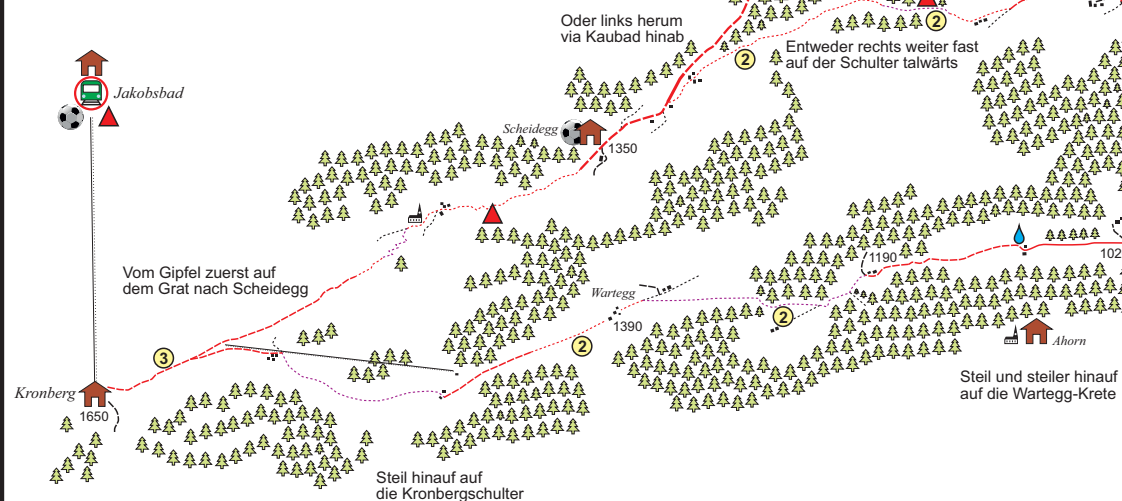 Oder links herum
via Kaubad hinab
2
Entweder rechts weiter fast
auf der Schulter talwärts
2
Jakobsbad
Scheidegg
1350
1190
102
Vom Gipfel zuerst auf
dem Grat nach Scheidegg
Wartegg
1390
2
2
Ahorn
3
Kronberg
1650
Steil und steiler hinauf
auf die Wartegg-Krete
Steil hinauf auf
die Kronbergschulter